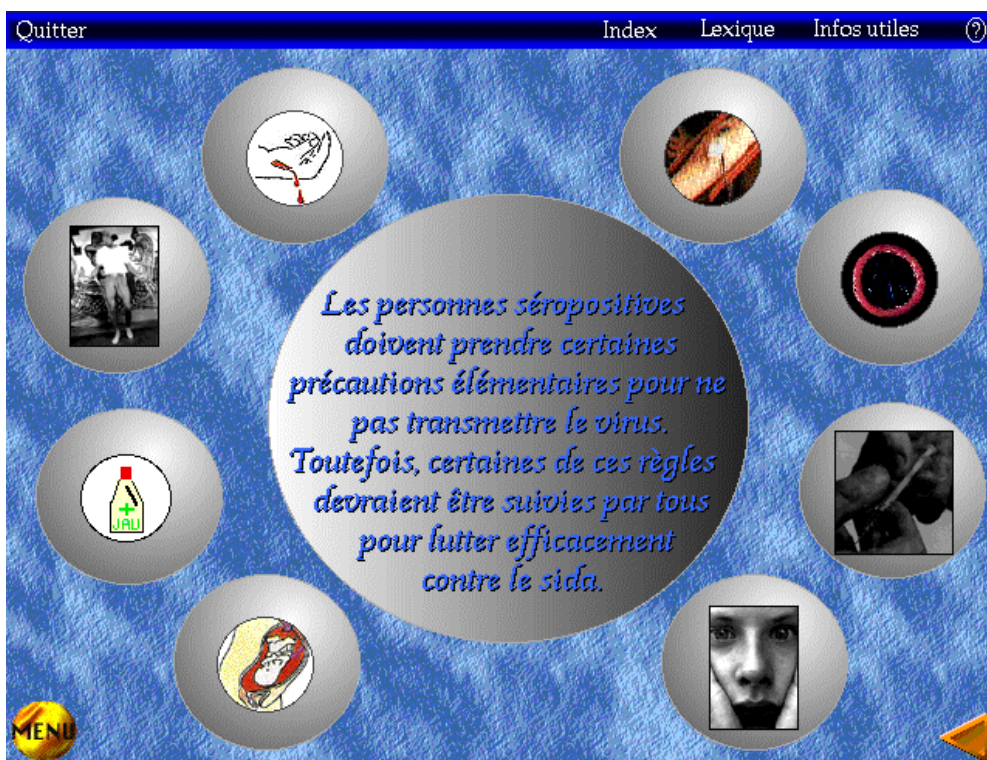 Quitter
Index
Lexique
Infos utiles
?
Les personnes séropositives
doivent prendre certaines
précautions élémentaires pour ne
pas transmettre le virus.
Toutefois, certaines de ces règles
devraient être suivies par tous
pour lutter efficacement
contre le sida.
JAV
MENU